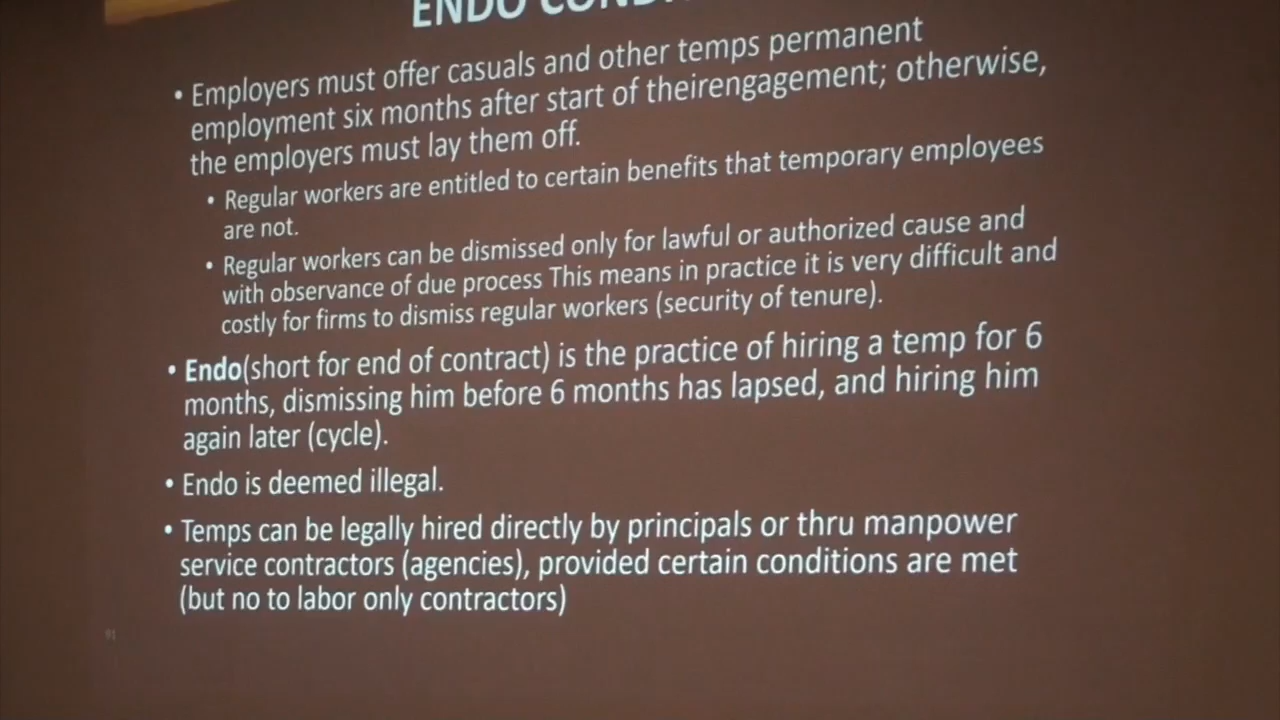 ENDO
• Employers must offer casuals and other temps permanent
employment six months after start of theirengagement; otherwise,
the employers must lay them off.
• Regular workers are entitled to certain benefits that temporary employees
are not.
• Regular workers can be dismissed only for lawful or authorized cause and
with observance of due process This means in practice it is very difficult and
costly for firms to dismiss regular workers (security of tenure).
• Endo(short for end of contract) is the practice of hiring a temp for 6
months, dismissing him before 6 months has lapsed, and hiring him
again later (cycle).
• Endo is deemed illegal.
• Temps can be legally hired directly by principals or thru manpower
service contractors (agencies), provided certain conditions are met
(but no to labor only contractors)